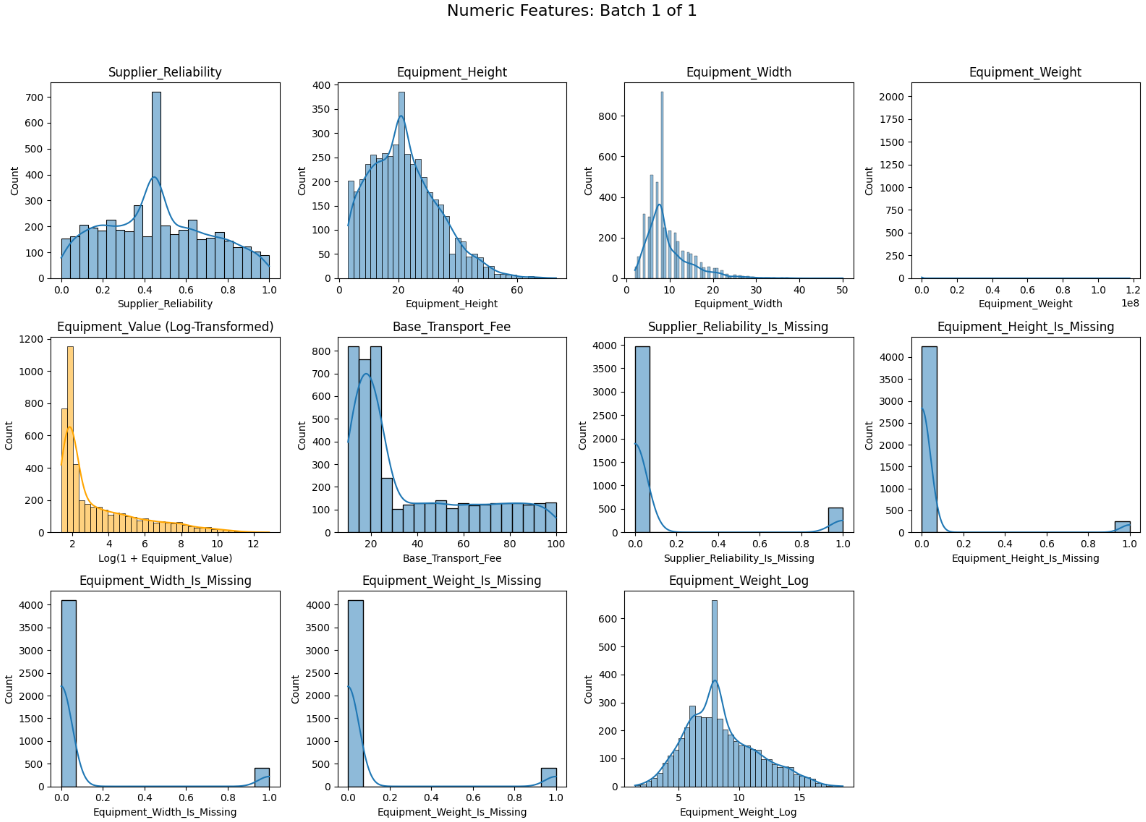 Numeric Features: Batch 1 of 1
Supplier_Reliability
Count
0
100
200
300
400
500
600
700
0.0 0.2 0.4 0.6 0.8 1.0
Supplier_Reliability
Equipment_Height
Count
0
50
100
150
200
250
300
350
400
0 20 40 60
Equipment_Height
Equipment_Width
Count
0
200
400
600
800
0 10 20 30 40 50
Equipment_Width
Equipment_Weight
Count
0
250
500
750
1000
1250
1500
1750
2000
0.0 0.2 0.4 0.6 0.8 1.0 1.2
1e8
Equipment_Weight
Equipment_Value (Log-Transformed)
Count
0
200
400
600
800
1000
1200
2 4 6 8 10 12
Log(1 + Equipment_Value)
Base_Transport_Fee
Count
0
100
200
300
400
500
600
700
800
20 40 60 80 100
Base_Transport_Fee
Supplier_Reliability_Is_Missing
Count
0
500
1000
1500
2000
2500
3000
3500
4000
0.0 0.2 0.4 0.6 0.8 1.0
Supplier_Reliability_Is_Missing
Equipment_Height_Is_Missing
Count
0
500
1000
1500
2000
2500
3000
3500
4000
0.0 0.2 0.4 0.6 0.8 1.0
Equipment_Height_Is_Missing
Equipment_Width_Is_Missing
Count
0
500
1000
1500
2000
2500
3000
3500
4000
0.0 0.2 0.4 0.6 0.8 1.0
Equipment_Width_Is_Missing
Equipment_Weight_Is_Missing
Count
0
500
1000
1500
2000
2500
3000
3500
4000
0.0 0.2 0.4 0.6 0.8 1.0
Equipment_Weight_Is_Missing
Equipment_Weight_Log
Count
0
100
200
300
400
500
600
5 10 15
Equipment_Weight_Log